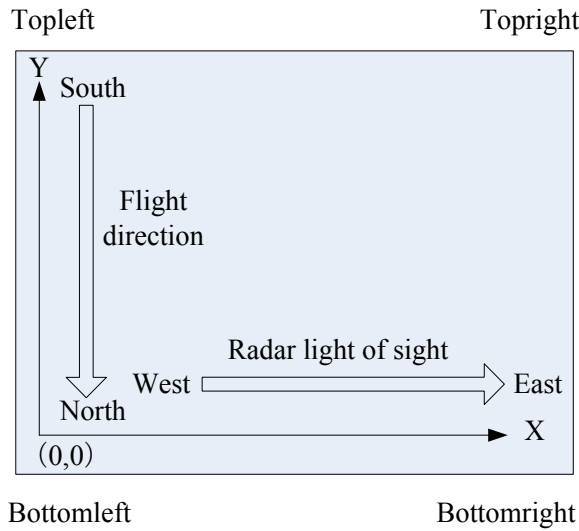 Topleft
Topright
Y
South
Flight
direction
Radar light of sight
West
East
North
X
(0,0)
Bottomleft
Bottomright